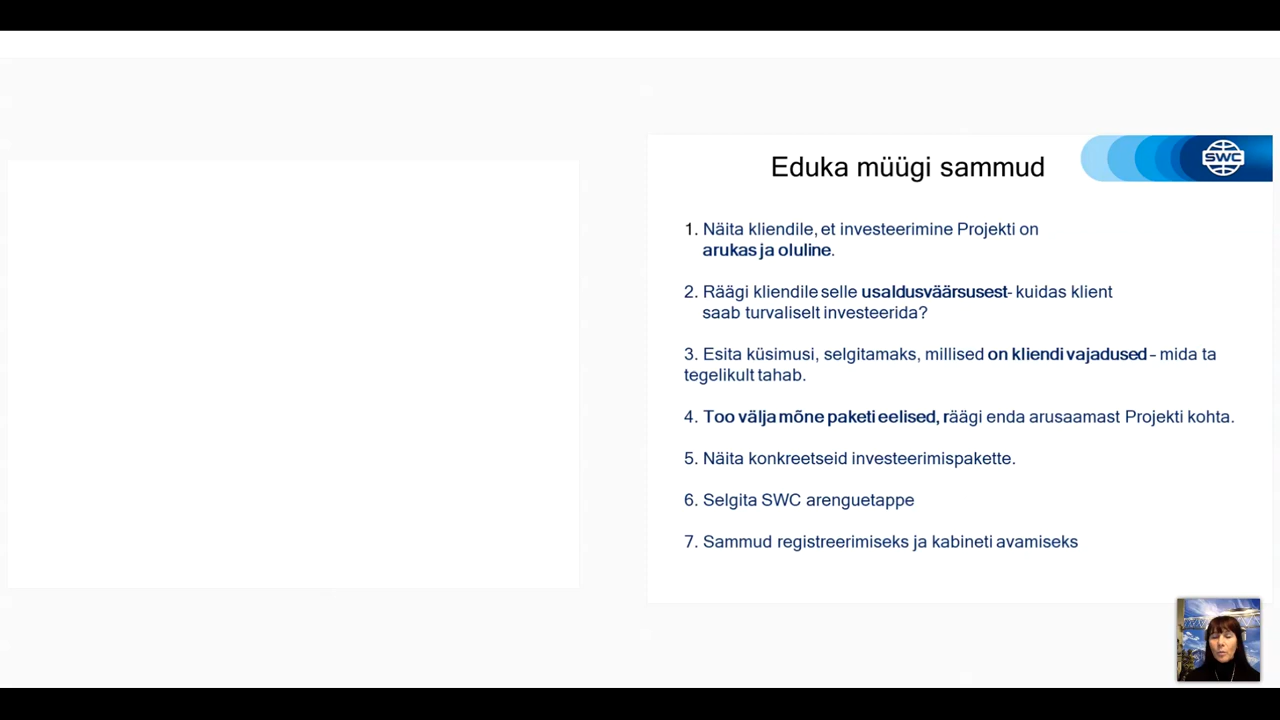 Eduka müügi sammud
SWC
1. Näita kliendile, et investeerimine Projekti on
arukas ja oluline.
2. Räägi kliendile selle usaldusväärsusest- kuidas klient
saab turvaliselt investeerida?
3. Esita küsimusi, selgitamaks, millised on kliendi vajadused – mida ta
tegelikult tahab.
4. Too välja mõne paketi eelised, räägi enda arusaamast Projekti kohta.
5. Näita konkreetseid investeerimispakette.
6. Selgita SWC arenguetappe
7. Sammud registreerimiseks ja kabineti avamiseks